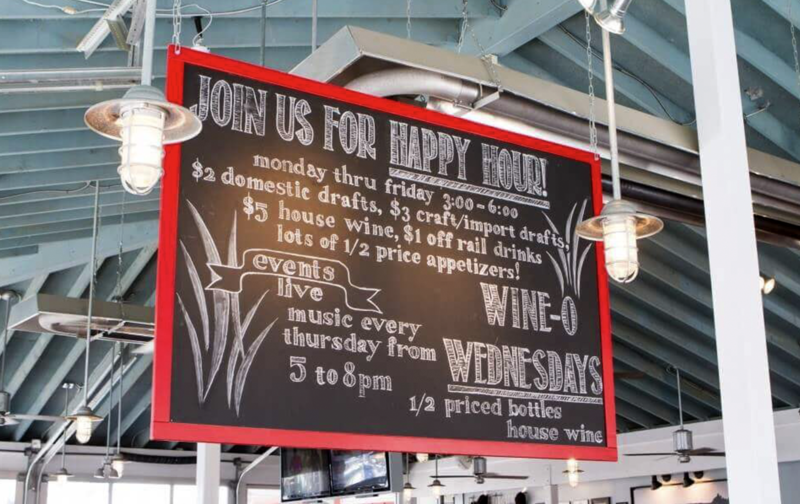 JOIN US FOR HAPPY HOUR!
monday thru friday 3:00-6:00
$2 domestic drafts, $3 craft/import drafts,
$5 house wine, $1 off rail drinks
lots of 1/2 price appetizers!
events
live
music every
thursday from
5 to 8pm
WINE-O
WEDNESDAYS
1/2 priced bottles
house wine